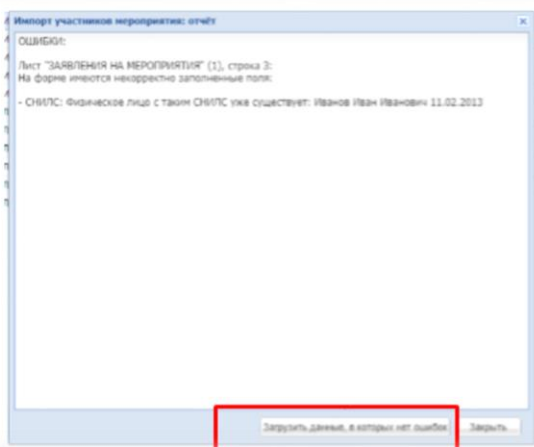 Импорт участников мероприятия: отчёт
ОШИБКИ:
Лист "ЗАЯВЛЕНИЯ НА МЕРОПРИЯТИЯ" (1), строка 3:
На форме имеются некорректно заполненные поля:
- СНИЛС: Физическое лицо с таким СНИЛС уже существует: Иванов Иван Иванович 11.02.2013
Загрузить данные, в которых нет ошибок
Закрыть